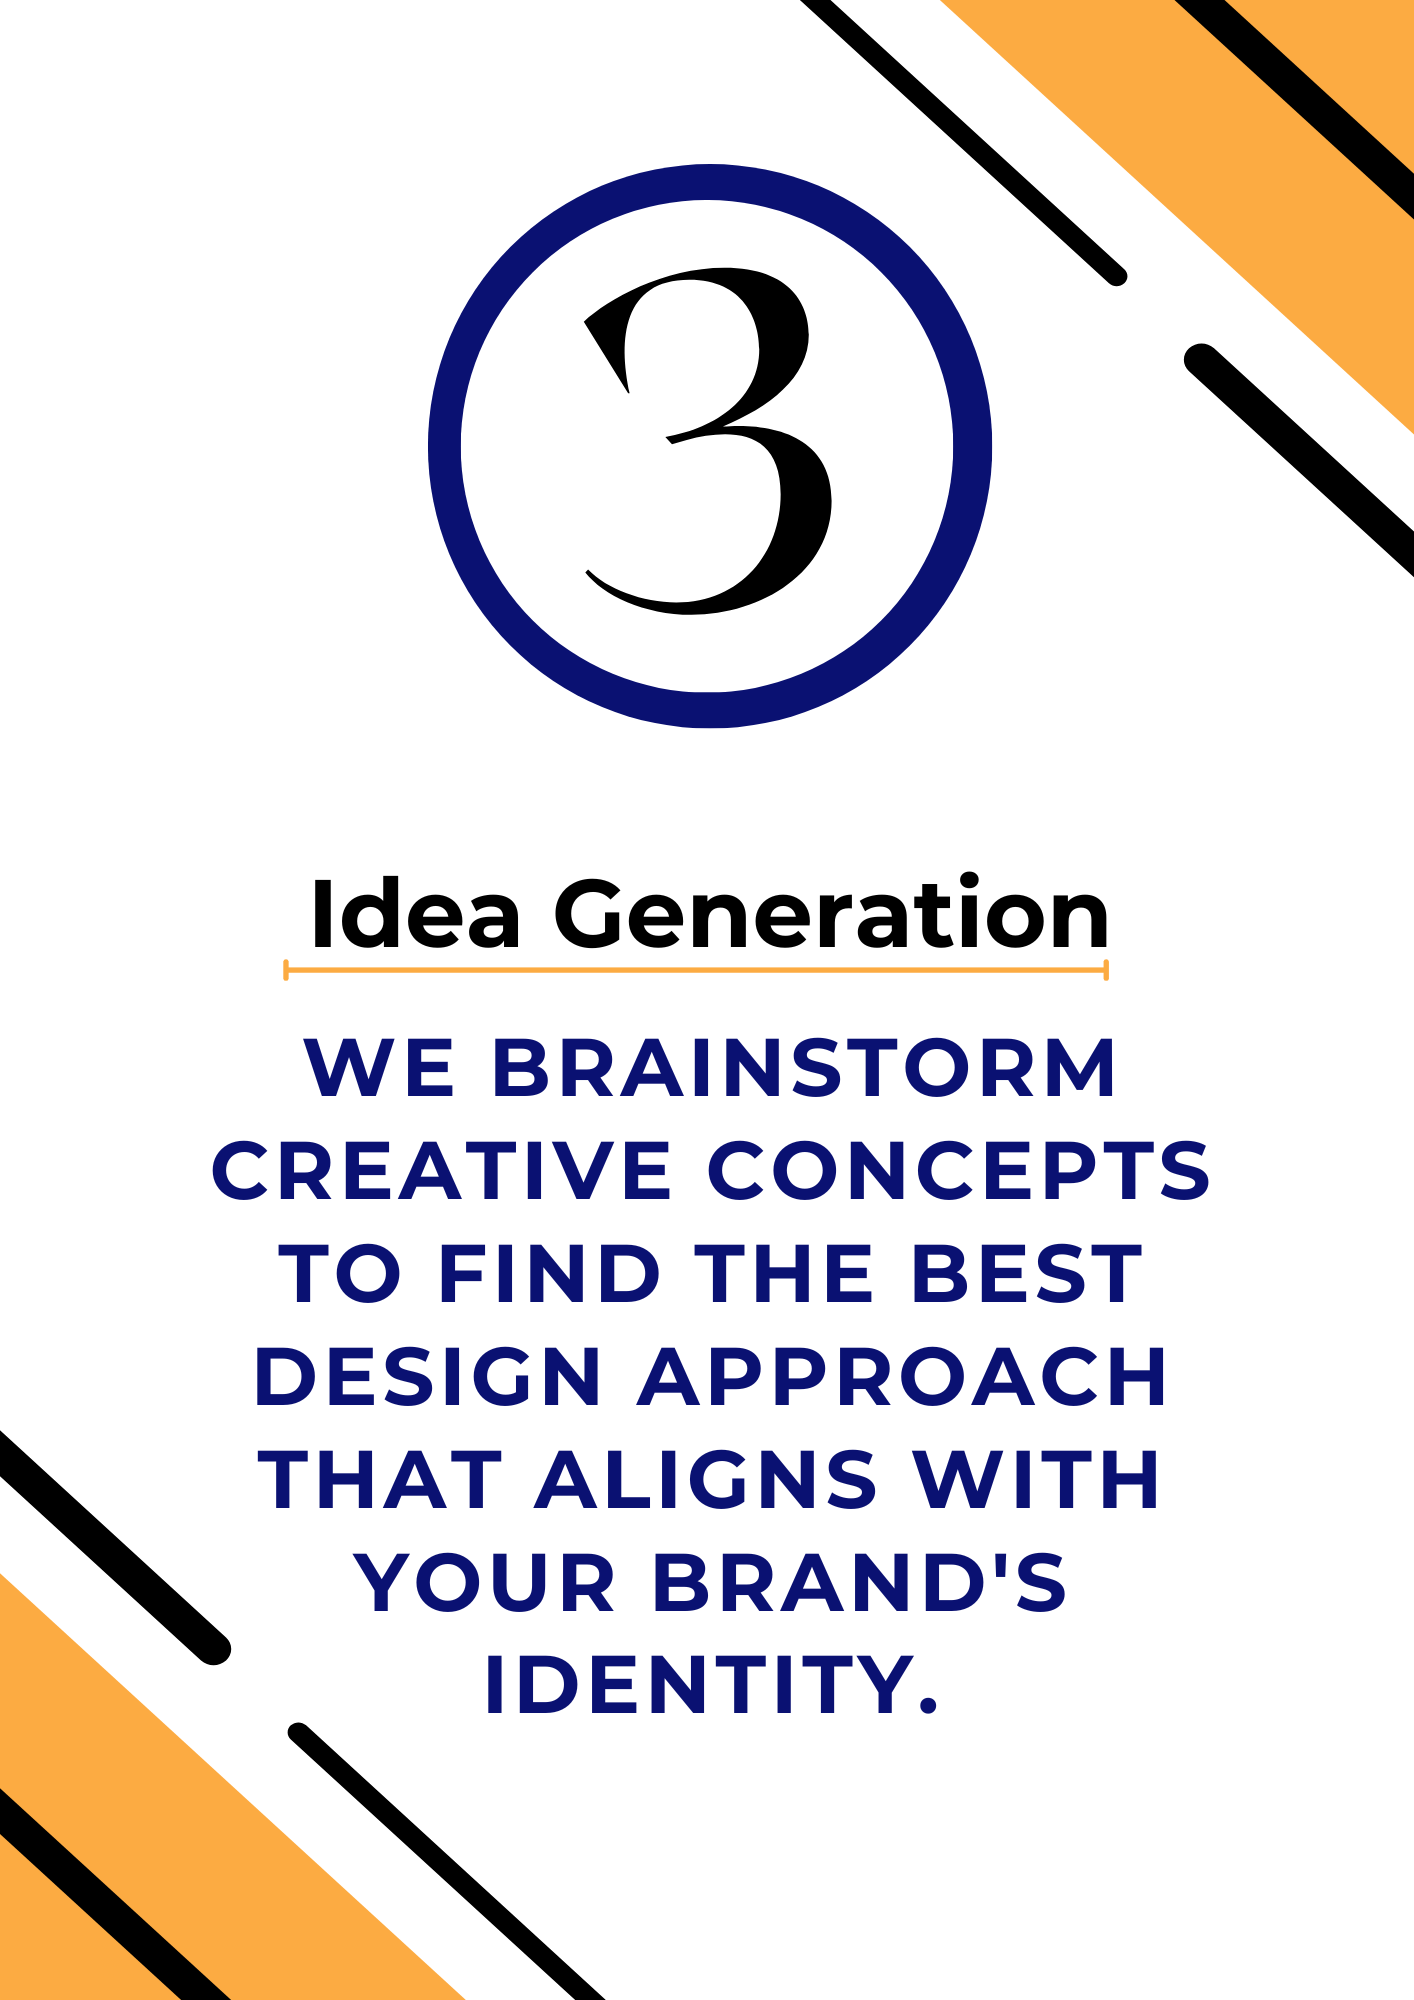 3
Idea Generation
WE BRAINSTORM
CREATIVE CONCEPTS
TO FIND THE BEST
DESIGN APPROACH
THAT ALIGNS WITH
YOUR BRAND'S
IDENTITY.